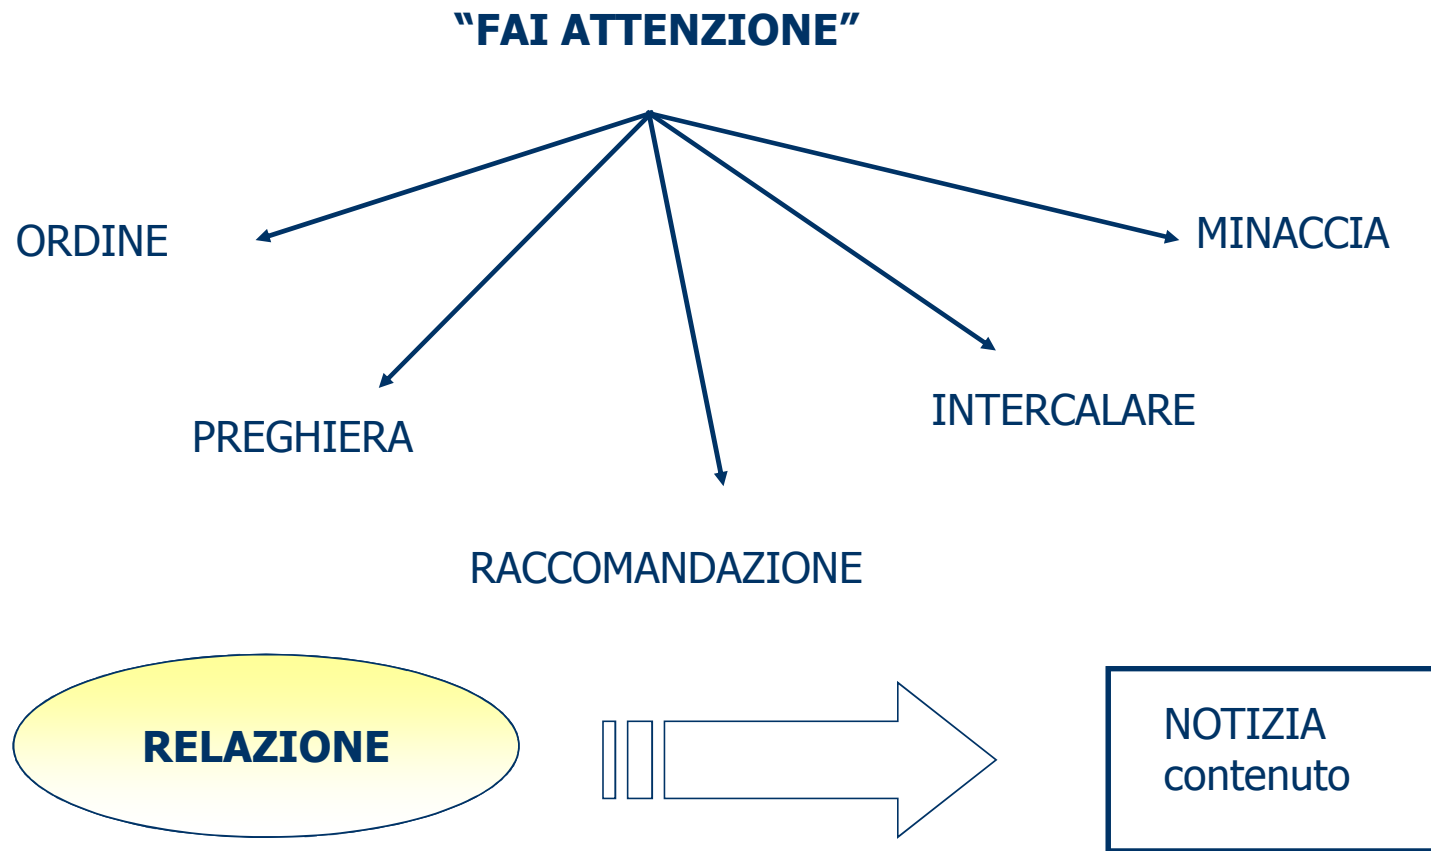 “FAI ATTENZIONE”
ORDINE
MINACCIA
PREGHIERA
INTERCALARE
RACCOMANDAZIONE
RELAZIONE
NOTIZIA
contenuto